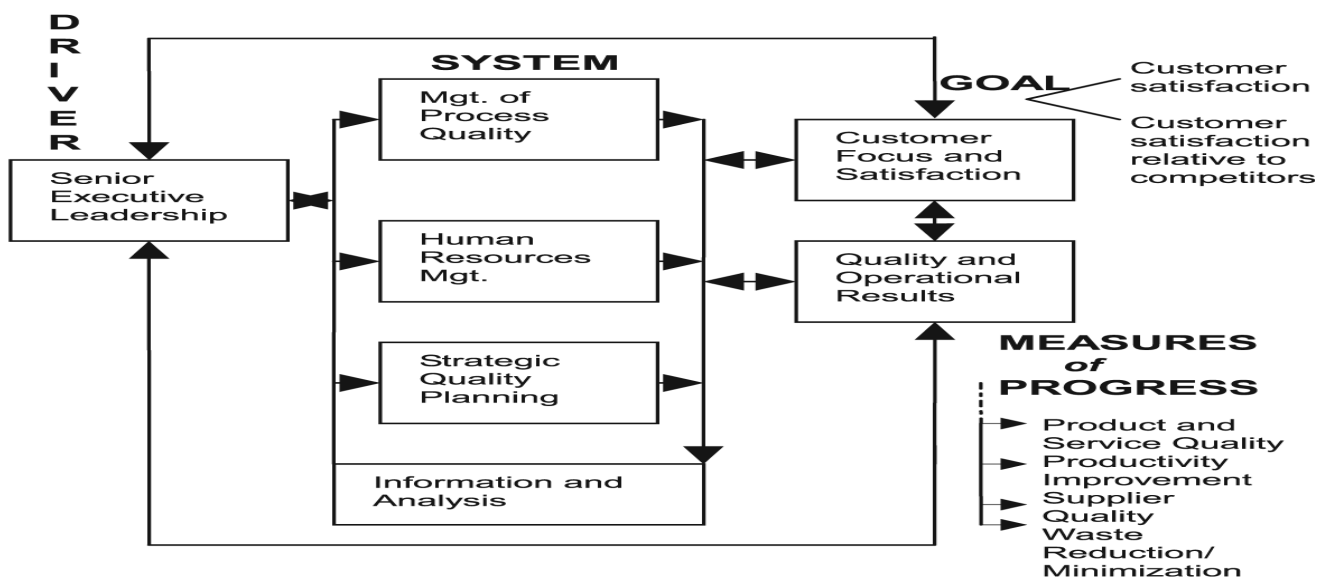 DRIVER
SYSTEM
GOAL
Customer
satisfaction
Customer
satisfaction
relative to
competitors
Mgt. of
Process
Quality
Customer
Focus and
Satisfaction
Senior
Executive
Leadership
Human
Resources
Mgt.
Quality and
Operational
Results
Strategic
Quality
Planning
Information and
Analysis
MEASURES
of
PROGRESS
Product and
Service Quality
Productivity
Improvement
Supplier
Quality
Waste
Reduction/
Minimization